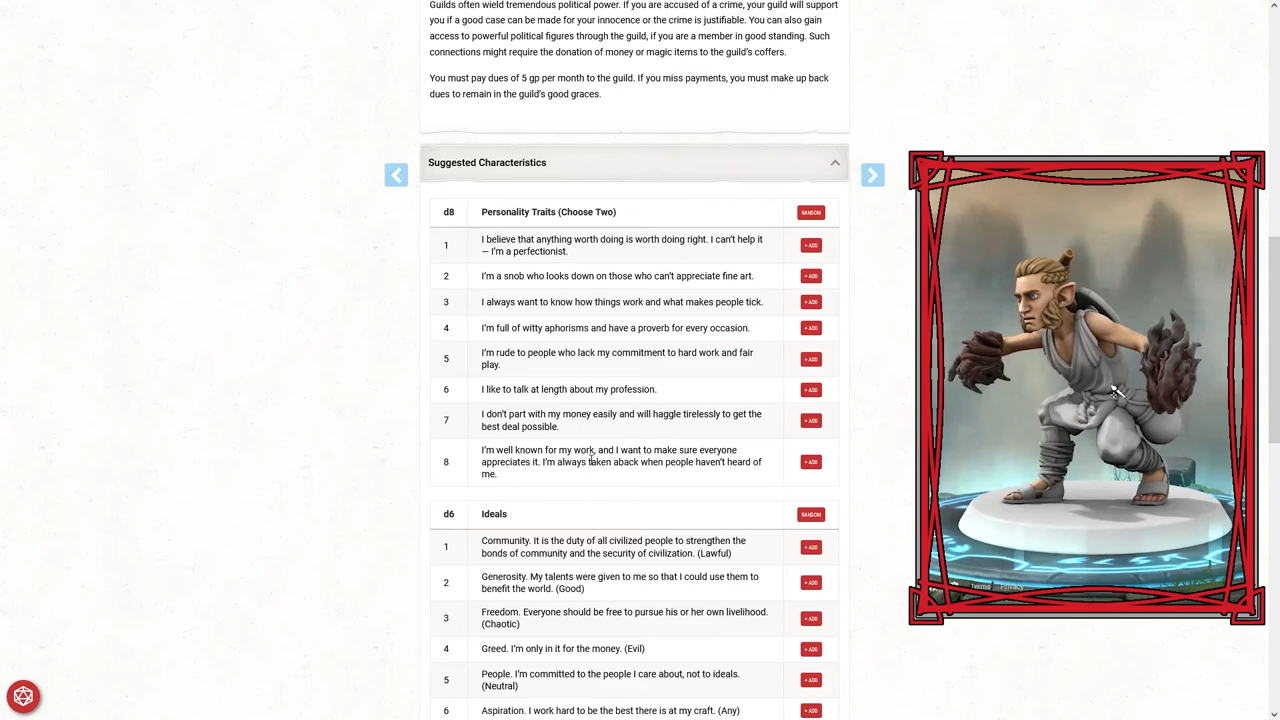 Guilds often wield tremendous political power. If you are accused of a crime, your guild will support
you if a good case can be made for your innocence or the crime is justifiable. You can also gain
access to powerful political figures through the guild, if you are a member in good standing. Such
connections might require the donation of money or magic items to the guild’s coffers.
You must pay dues of 5 gp per month to the guild. If you miss payments, you must make up back
dues to remain in the guild’s good graces.
Suggested Characteristics
d8 Personality Traits (Choose Two) RANDOM
1 I believe that anything worth doing is worth doing right. I can’t help it
— I’m a perfectionist.
+ ADD
2 I’m a snob who looks down on those who can’t appreciate fine art. + ADD
3 I always want to know how things work and what makes people tick. + ADD
4 I’m full of witty aphorisms and have a proverb for every occasion. + ADD
5 I’m rude to people who lack my commitment to hard work and fair
play.
+ ADD
6 I like to talk at length about my profession. + ADD
7 I don’t part with my money easily and will haggle tirelessly to get the
best deal possible.
+ ADD
8 I’m well known for my work, and I want to make sure everyone
appreciates it. I’m always taken aback when people haven’t heard of
me.
+ ADD
d6 Ideals RANDOM
1 Community. It is the duty of all civilized people to strengthen the
bonds of community and the security of civilization. (Lawful)
+ ADD
2 Generosity. My talents were given to me so that I could use them to
benefit the world. (Good)
+ ADD
3 Freedom. Everyone should be free to pursue his or her own livelihood.
(Chaotic)
+ ADD
4 Greed. I’m only in it for the money. (Evil) + ADD
5 People. I’m committed to the people I care about, not to ideals.
(Neutral)
+ ADD
6 Aspiration. I work hard to be the best there is at my craft. (Any) + ADD